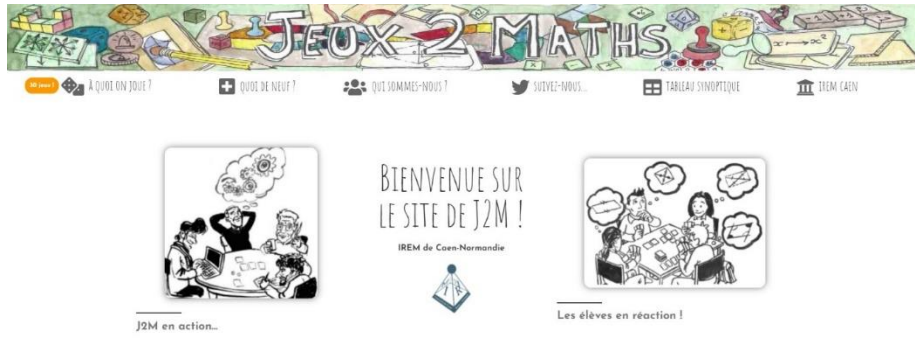 JEUX 2 MATHS
À QUOI ON JOUE ?
QUOI DE NEUF ?
QUI SOMMES-NOUS ?
SUIVEZ-NOUS...
TABLEAU SYNOPTIQUE
IREM CAEN
BIENVENUE SUR
LE SITE DE J2M !
IREM de Caen-Normandie
J2M en action...
Les élèves en réaction !